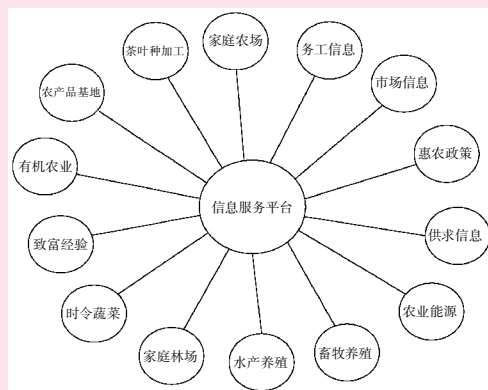 家庭农场
务工信息
茶叶种加工
市场信息
农产品基地
惠农政策
有机农业
信息服务平台
供求信息
致富经验
时令蔬菜
农业能源
家庭林场
水产养殖
畜牧养殖